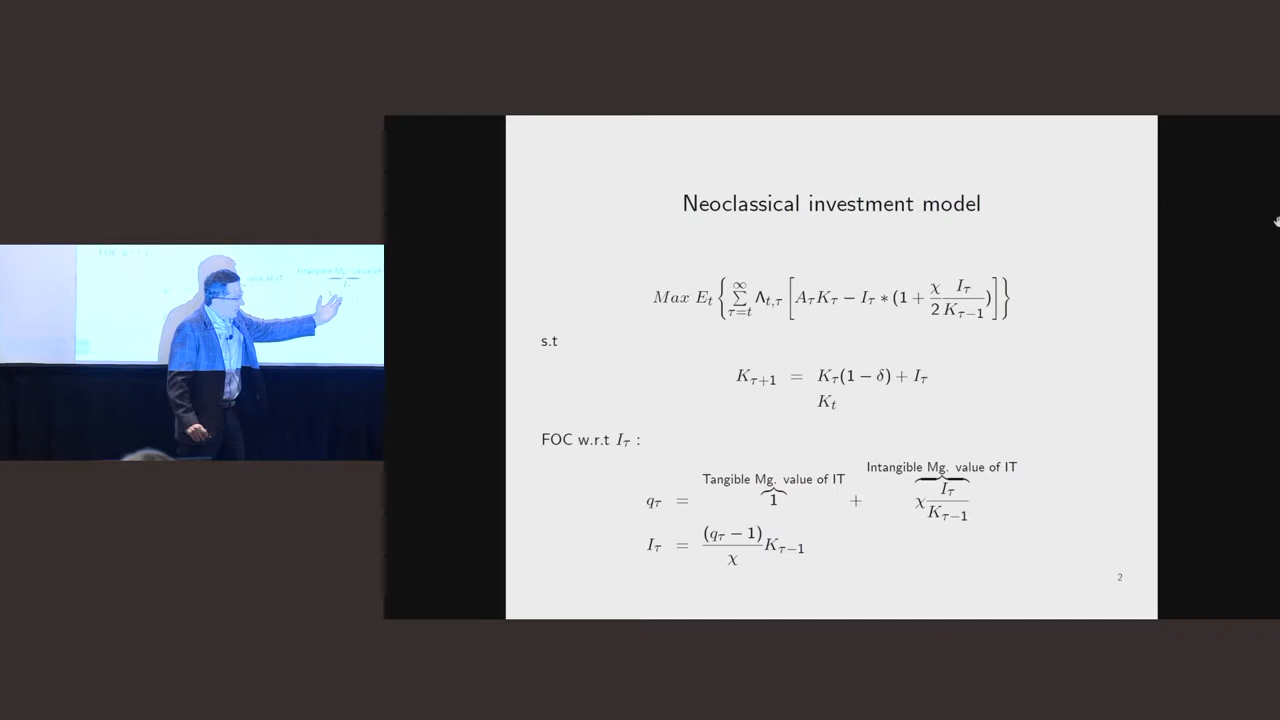 Neoclassical investment model
Max E_t { ∑_{τ=t}^{∞} Λ_{t,τ} [ A_τ K_τ − I_τ ∗ (1 + χ/2 I_τ/K_{τ−1}) ] }
s.t
K_{τ+1} = K_τ(1 − δ) + I_τ
K_t
FOC w.r.t I_τ :
Tangible Mg. value of IT
Intangible Mg. value of IT
q_τ = 1 + χ I_τ/K_{τ−1}
I_τ = (q_τ − 1)/χ K_{τ−1}
2